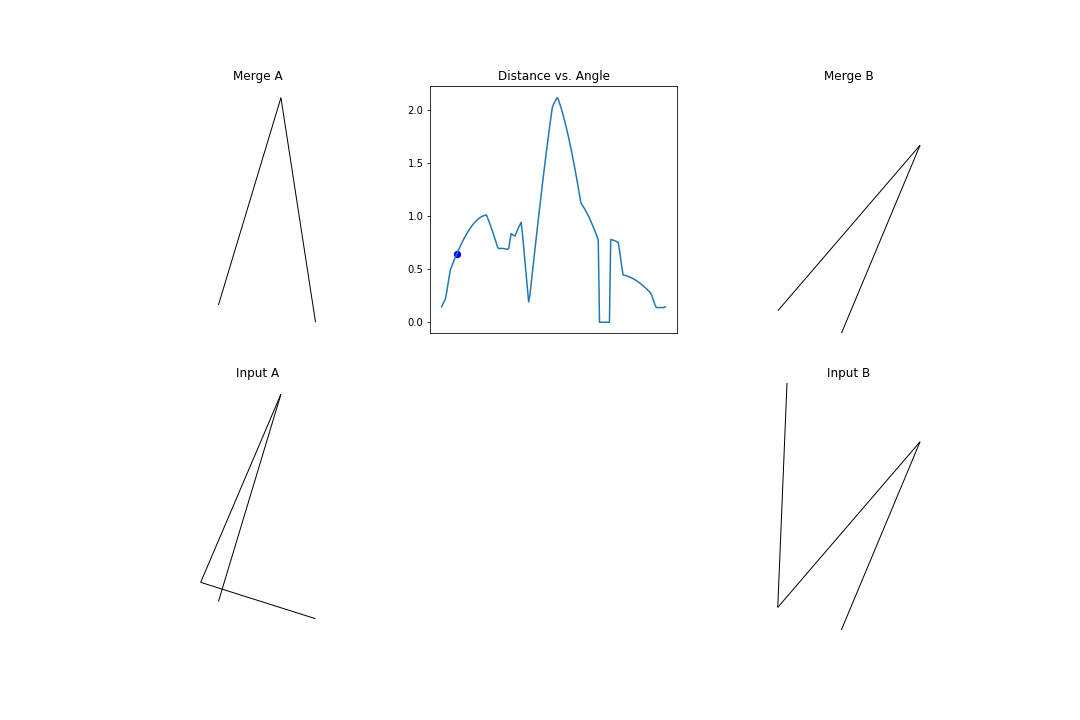 Merge A
Distance vs. Angle
Merge B
2.0
1.5
1.0
0.5
0.0
Input A
Input B